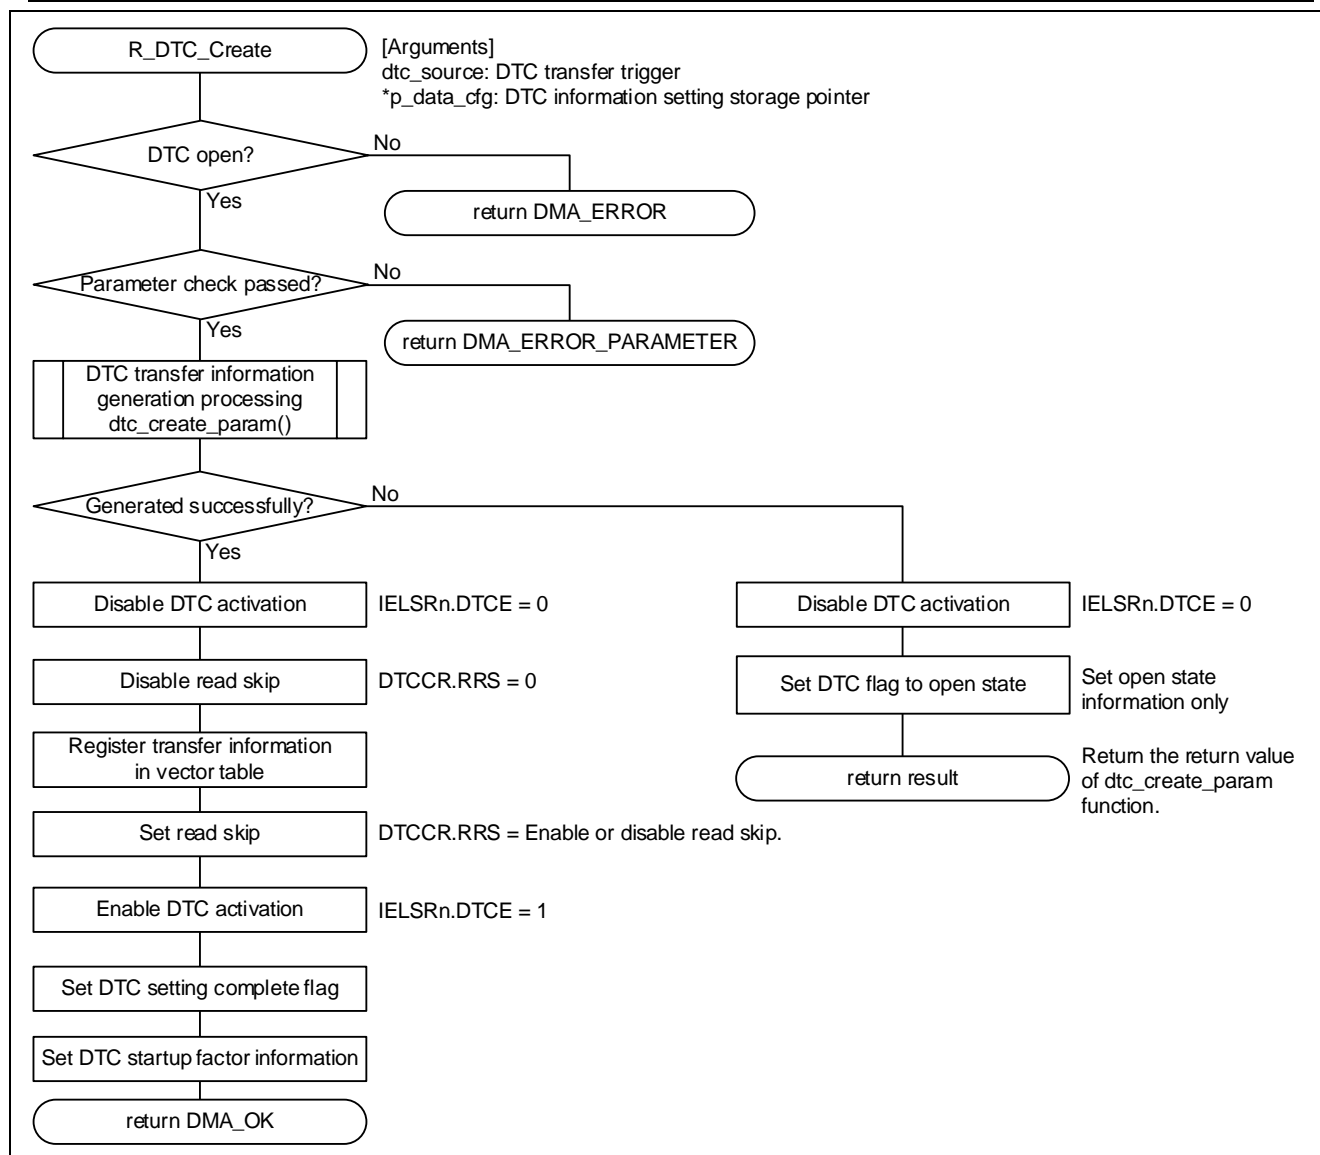 R_DTC_Create
[Arguments]
dtc_source: DTC transfer trigger
*p_data_cfg: DTC information setting storage pointer
DTC open?
No
return DMA_ERROR
Yes
Parameter check passed?
No
return DMA_ERROR_PARAMETER
Yes
DTC transfer information
generation processing
dtc_create_param()
Generated successfully?
No
Yes
Disable DTC activation
IELSRn.DTCE = 0
Disable read skip
DTCCR.RRS = 0
Register transfer information
in vector table
Set read skip
DTCCR.RRS = Enable or disable read skip.
Enable DTC activation
IELSRn.DTCE = 1
Set DTC setting complete flag
Set DTC startup factor information
return DMA_OK
Disable DTC activation
IELSRn.DTCE = 0
Set DTC flag to open state
Set open state
information only
return result
Return the return value
of dtc_create_param
function.